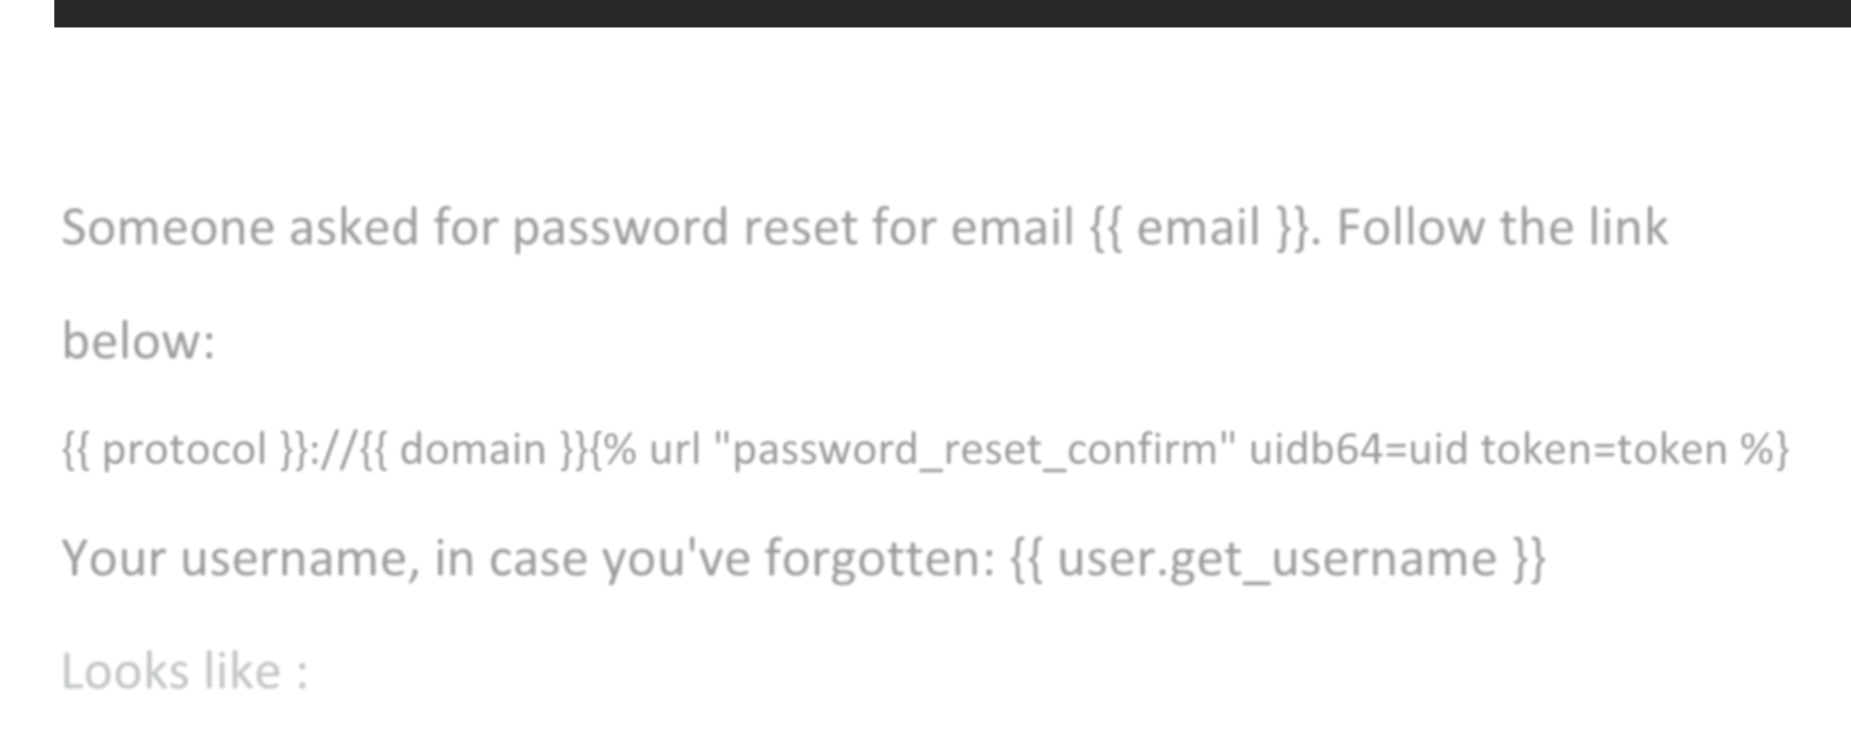 Someone asked for password reset for email {{ email }}. Follow the link
below:
{{ protocol }}://{{ domain }}{% url "password_reset_confirm" uidb64=uid token=token %}
Your username, in case you've forgotten: {{ user.get_username }}
Looks like :